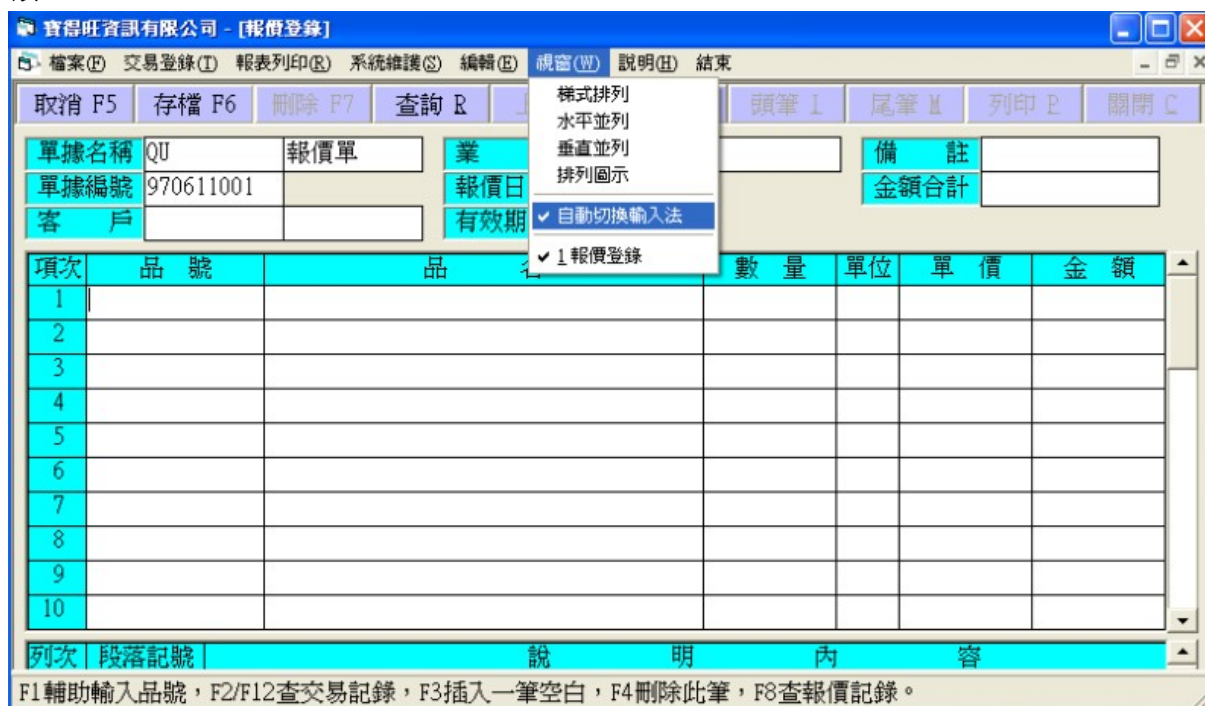 寶得旺資訊有限公司 - [報價登錄]
檔案(F) 交易登錄(T) 報表列印(R) 系統維護(S) 編輯(E) 視窗(W) 說明(H) 結束
取消 F5 存檔 F6 刪除 F7 查詢 R 頭筆 I 尾筆 M 列印 P 關閉 C
梯式排列
水平並列
垂直並列
排列圖示
✓ 自動切換輸入法
✓ 1 報價登錄
單據名稱 QU 報價單 業 備 註
單據編號 970611001 報價日 金額合計
客 戶 有效期
項次 品 號 品 名 數 量 單位 單 價 金 額
1
2
3
4
5
6
7
8
9
10
列次 段落記號 說 明 內 容
F1輔助輸入品號，F2/F12查交易記錄，F3插入一筆空白，F4刪除此筆，F8查報價記錄。